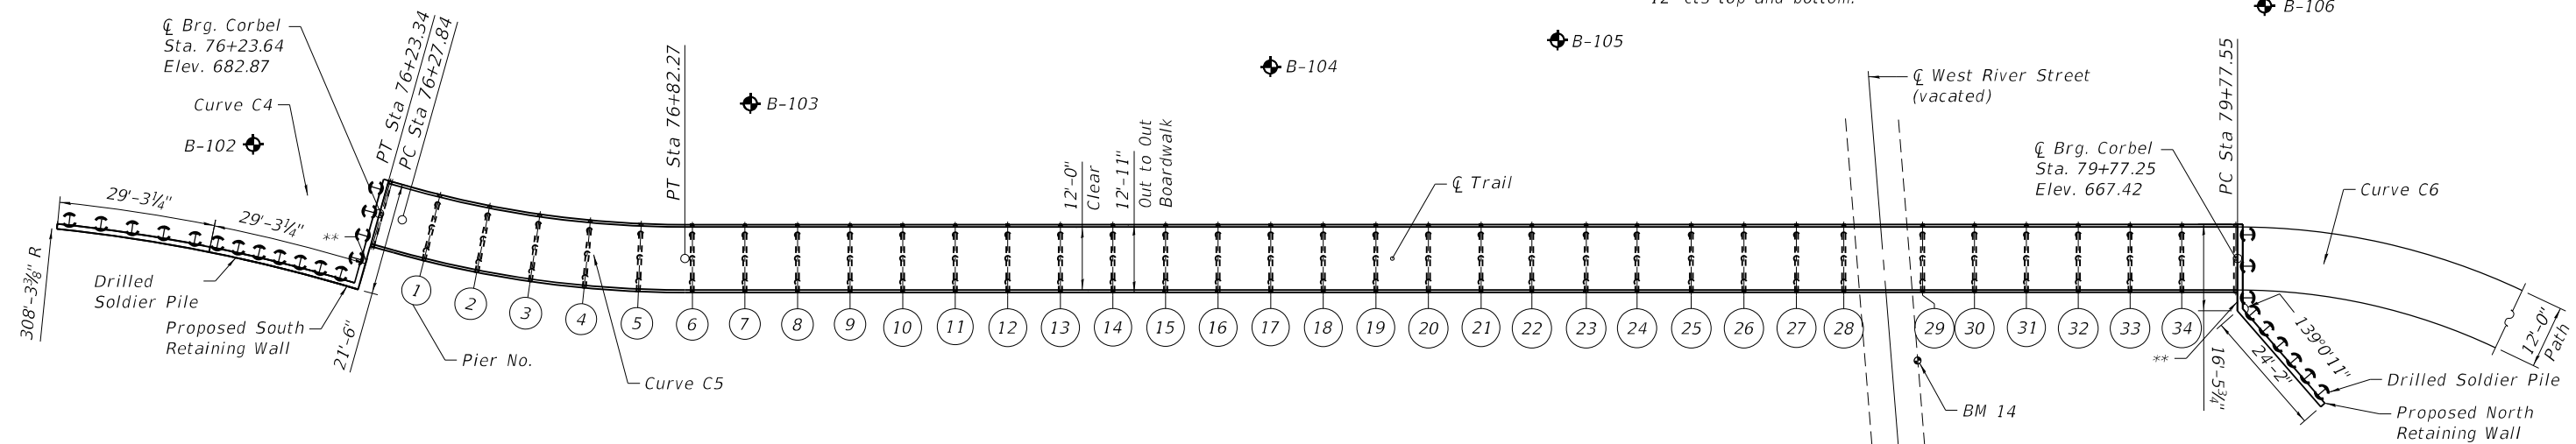 12" cts top and bottom.
B-106
℄ Brg. Corbel
Sta. 76+23.64
Elev. 682.87
PT Sta 76+23.34
PC Sta 76+27.84
Curve C4
B-102
PT Sta 76+82.27
B-103
B-104
B-105
℄ West River Street
(vacated)
PC Sta 79+77.55
℄ Brg. Corbel
Sta. 79+77.25
Elev. 667.42
Curve C6
12'-0"
Clear
12'-11"
Out to Out
Boardwalk
℄ Trail
29'-3¼"
29'-3¼"
**
308'-3⅜" R
Drilled
Soldier Pile
Proposed South
Retaining Wall
21'-6"
Pier No.
Curve C5
1
2
3
4
5
6
7
8
9
10
11
12
13
14
15
16
17
18
19
20
21
22
23
24
25
26
27
28
29
30
31
32
33
34
BM 14
**
16'-5¾"
24'-2"
139°0'11"
12'-0"
Path
Drilled Soldier Pile
Proposed North
Retaining Wall